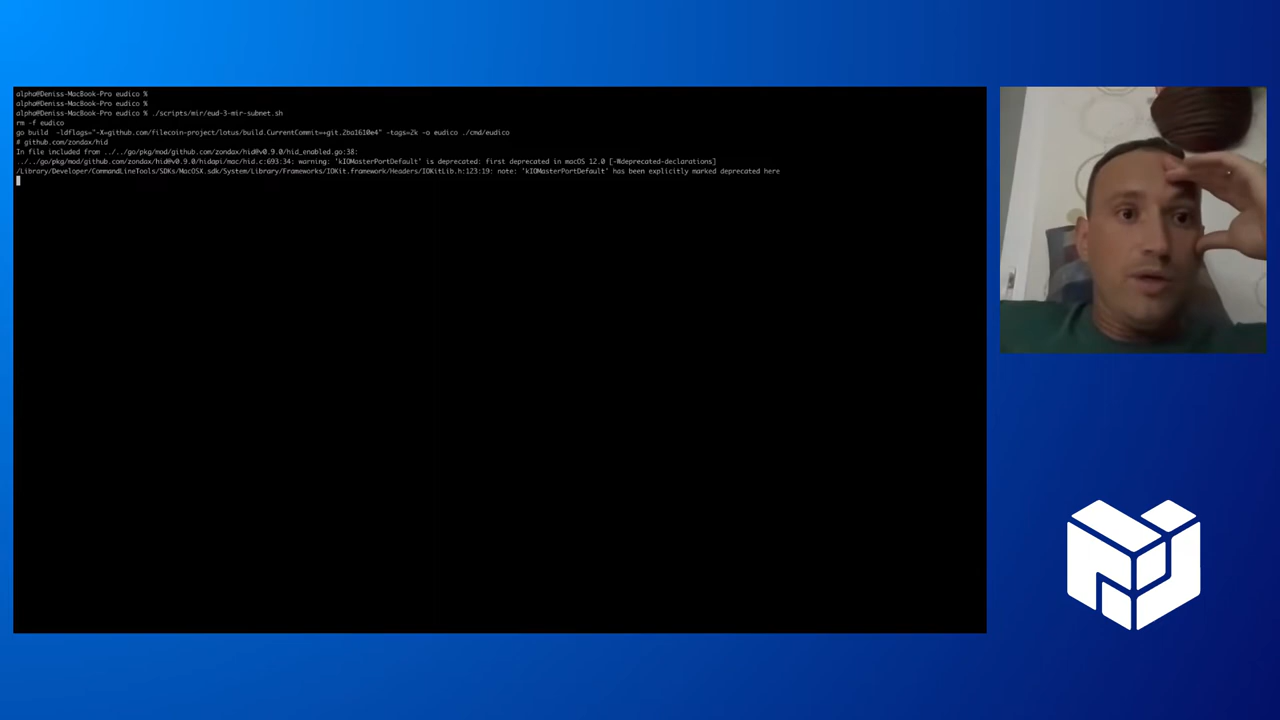 alpha@Deniss-MacBook-Pro eudico %
alpha@Deniss-MacBook-Pro eudico %
alpha@Deniss-MacBook-Pro eudico % ./scripts/mir/eud-3-mir-subnet.sh
rm -f eudico
go build  -ldflags="-X=github.com/filecoin-project/lotus/build.CurrentCommit=+git.2ba1610e4" -tags=2k -o eudico ./cmd/eudico
# github.com/zondax/hid
In file included from ../../go/pkg/mod/github.com/zondax/hid@v0.9.0/hid_enabled.go:38:
../../go/pkg/mod/github.com/zondax/hid@v0.9.0/hidapi/mac/hid.c:693:34: warning: 'kIOMasterPortDefault' is deprecated: first deprecated in macOS 12.0 [-Wdeprecated-declarations]
/Library/Developer/CommandLineTools/SDKs/MacOSX.sdk/System/Library/Frameworks/IOKit.framework/Headers/IOKitLib.h:123:19: note: 'kIOMasterPortDefault' has been explicitly marked deprecated here